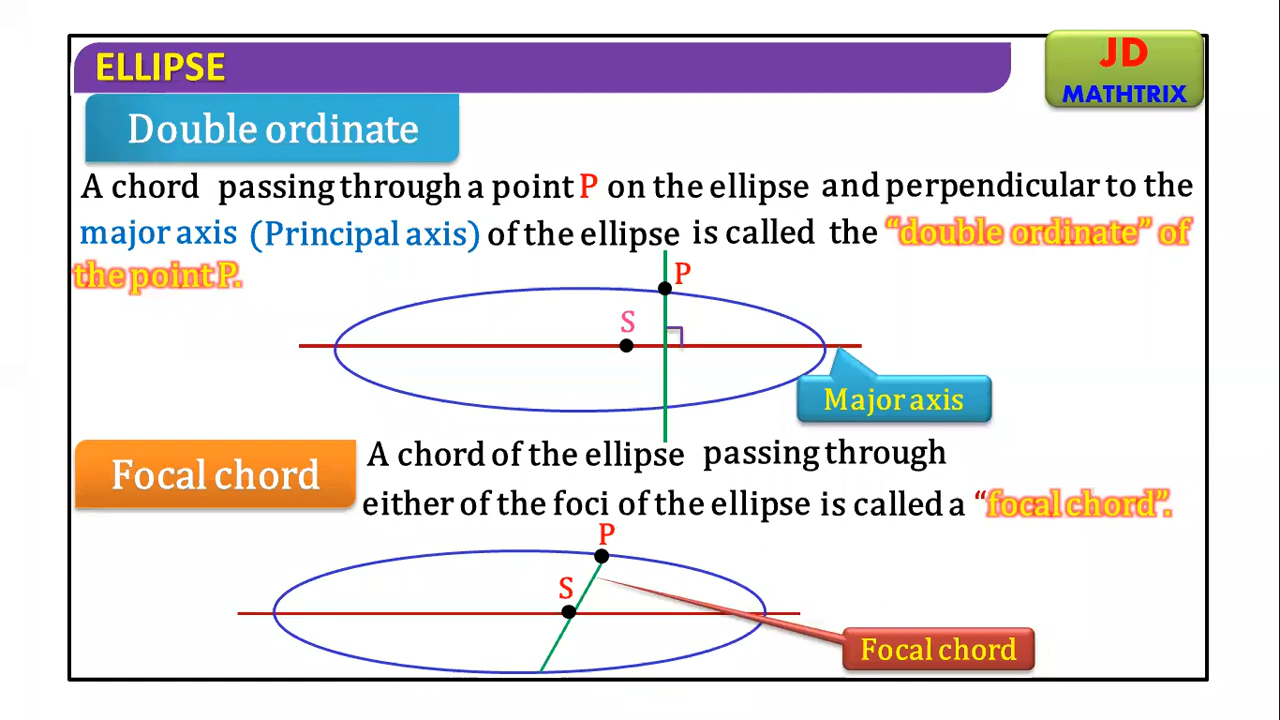 ELLIPSE
JD
MATHTRIX
Double ordinate
A chord passing through a point P on the ellipse and perpendicular to the
major axis (Principal axis) of the ellipse is called the “double ordinate” of
the point P.
P
S
Major axis
Focal chord
A chord of the ellipse passing through
either of the foci of the ellipse is called a “focal chord”.
P
S
Focal chord